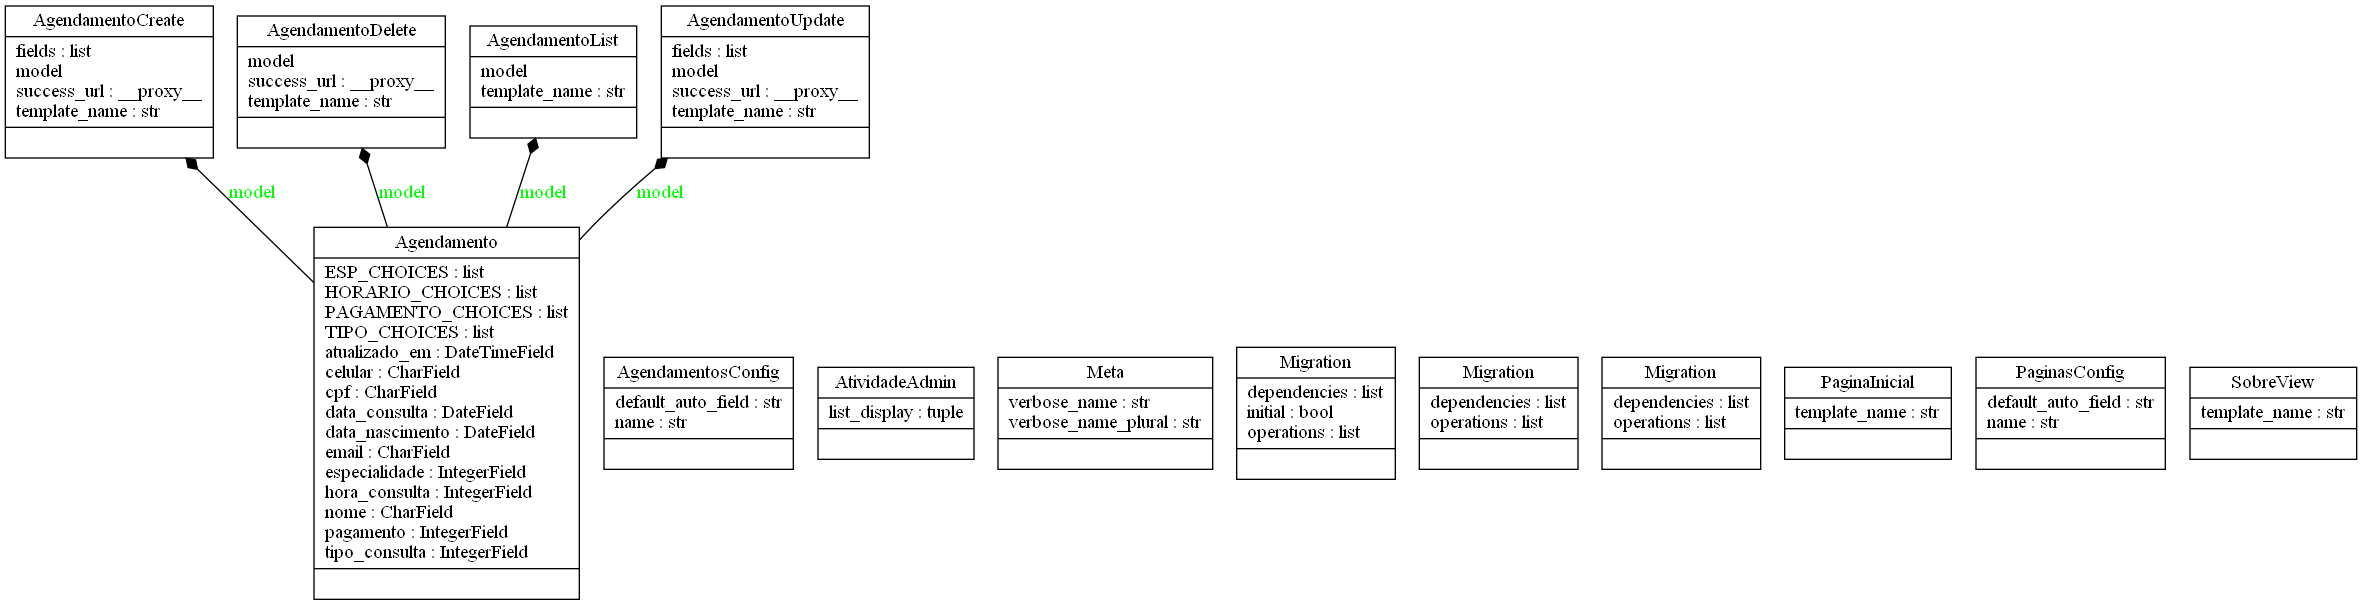 AgendamentoCreate
fields : list
model
success_url : __proxy__
template_name : str
AgendamentoDelete
model
success_url : __proxy__
template_name : str
AgendamentoList
model
template_name : str
AgendamentoUpdate
fields : list
model
success_url : __proxy__
template_name : str
model
model
model
model
Agendamento
ESP_CHOICES : list
HORARIO_CHOICES : list
PAGAMENTO_CHOICES : list
TIPO_CHOICES : list
atualizado_em : DateTimeField
celular : CharField
cpf : CharField
data_consulta : DateField
data_nascimento : DateField
email : CharField
especialidade : IntegerField
hora_consulta : IntegerField
nome : CharField
pagamento : IntegerField
tipo_consulta : IntegerField
AgendamentosConfig
default_auto_field : str
name : str
AtividadeAdmin
list_display : tuple
Meta
verbose_name : str
verbose_name_plural : str
Migration
dependencies : list
initial : bool
operations : list
Migration
dependencies : list
operations : list
Migration
dependencies : list
operations : list
PaginaInicial
template_name : str
PaginasConfig
default_auto_field : str
name : str
SobreView
template_name : str